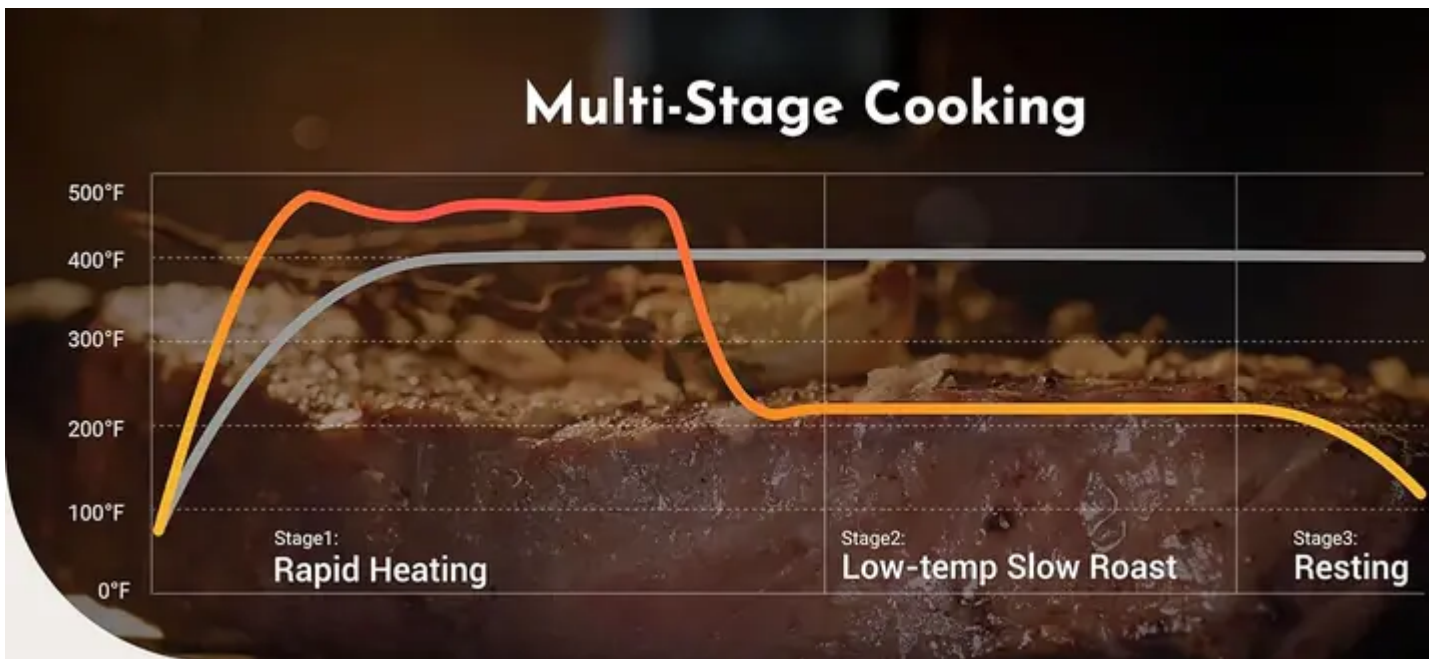 Multi-Stage Cooking
500°F
400°F
300°F
200°F
100°F
0°F
Stage1:
Rapid Heating
Stage2:
Low-temp Slow Roast
Stage3:
Resting